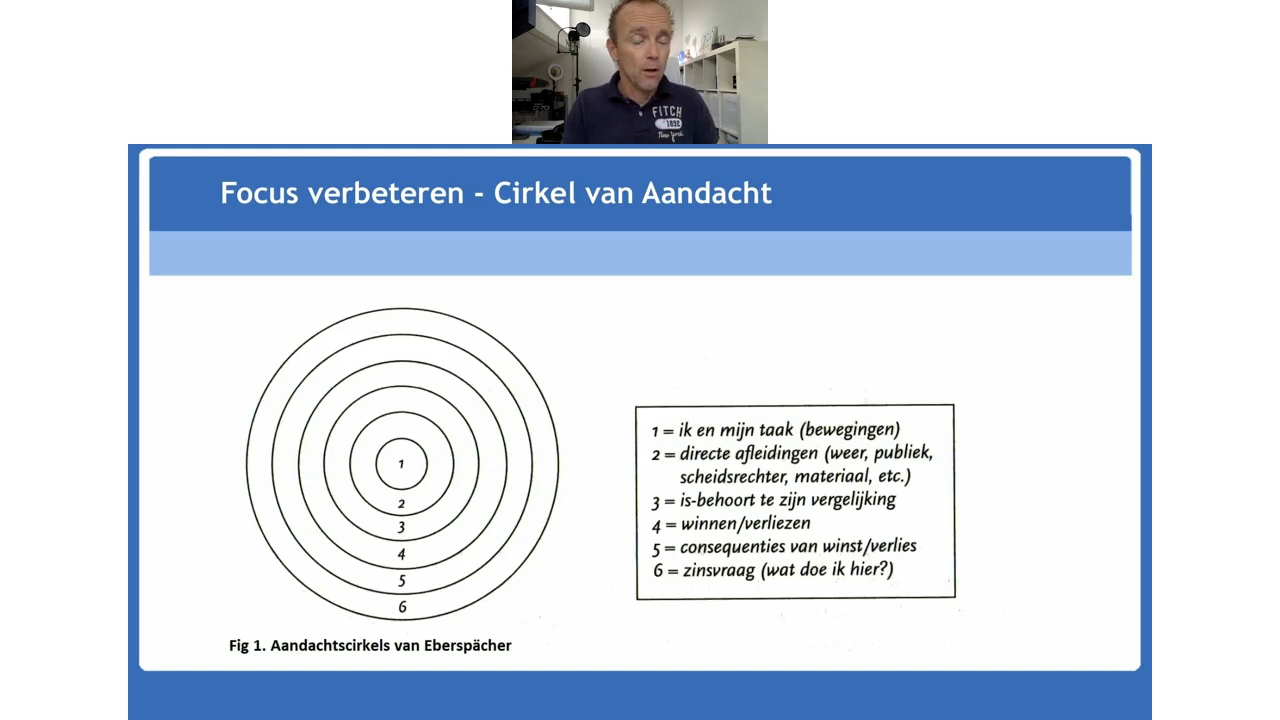 FITCH
1892
New York
Focus verbeteren - Cirkel van Aandacht
1
2
3
4
5
6
1 = ik en mijn taak (bewegingen)
2 = directe afleidingen (weer, publiek,
scheidsrechter, materiaal, etc.)
3 = is-behoort te zijn vergelijking
4 = winnen/verliezen
5 = consequenties van winst/verlies
6 = zinsvraag (wat doe ik hier?)
Fig 1. Aandachtscirkels van Eberspächer